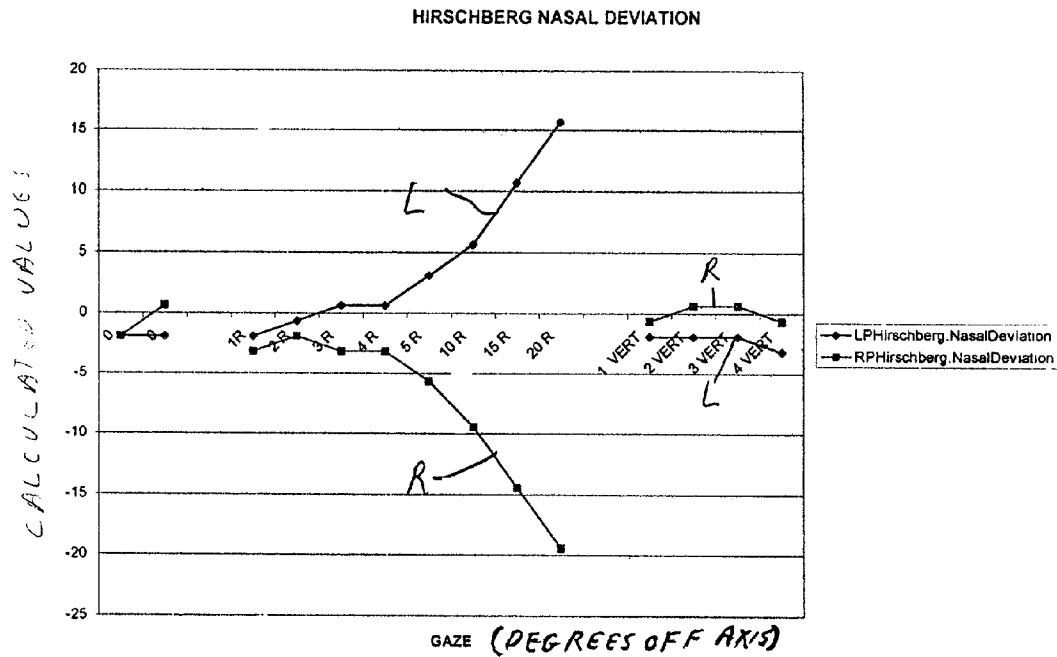 HIRSCHBERG NASAL DEVIATION
20
15
10
5
0
-5
-10
-15
-20
-25
CALCULATED VALUES
0 0 1R 2 R 3 R 4 R 5 R 10 R 15 R 20 R 1 VERT 2 VERT 3 VERT 4 VERT
L
R
R
L
LPHirschberg.NasalDeviation
RPHirschberg.NasalDeviation
GAZE (DEGREES OFF AXIS)